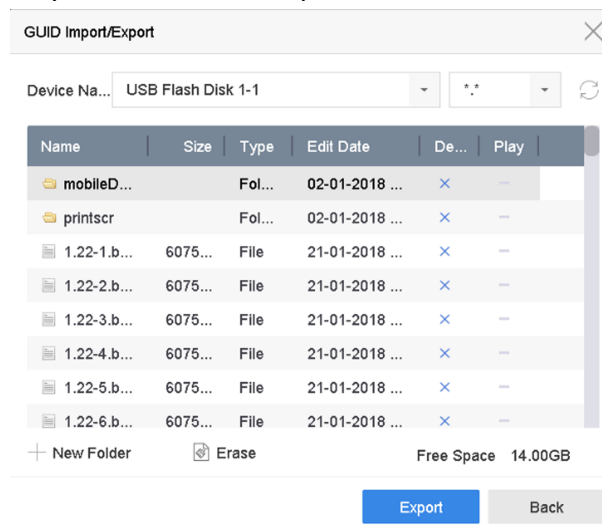 GUID Import/Export
Device Na... USB Flash Disk 1-1 *.*
Name Size Type Edit Date De... Play
mobileD... Fol... 02-01-2018 ...
printscr Fol... 02-01-2018 ...
1.22-1.b... 6075... File 21-01-2018 ...
1.22-2.b... 6075... File 21-01-2018 ...
1.22-3.b... 6075... File 21-01-2018 ...
1.22-4.b... 6075... File 21-01-2018 ...
1.22-5.b... 6075... File 21-01-2018 ...
1.22-6.b... 6075... File 21-01-2018 ...
New Folder Erase Free Space 14.00GB
Export Back